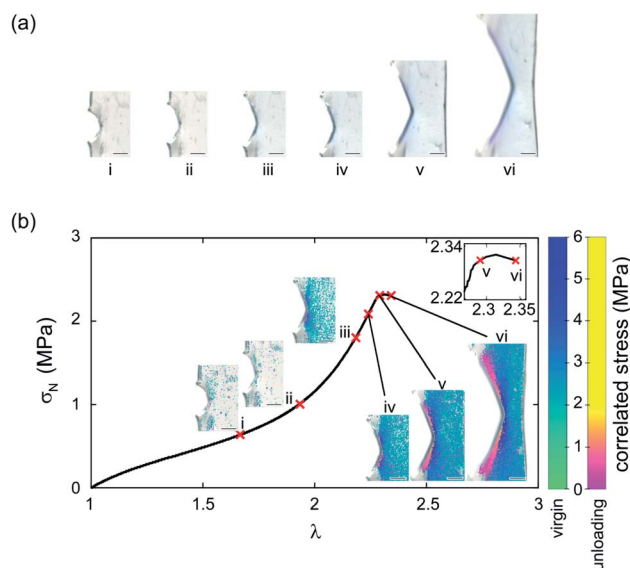 (a)
i
ii
iii
iv
v
vi
(b)
3
2
1
0
σN (MPa)
1
1.5
2
2.5
3
λ
i
ii
iii
iv
v
vi
2.34
2.22
2.3
2.35
v
vi
6
5
4
3
2
1
0
correlated stress (MPa)
virgin
unloading